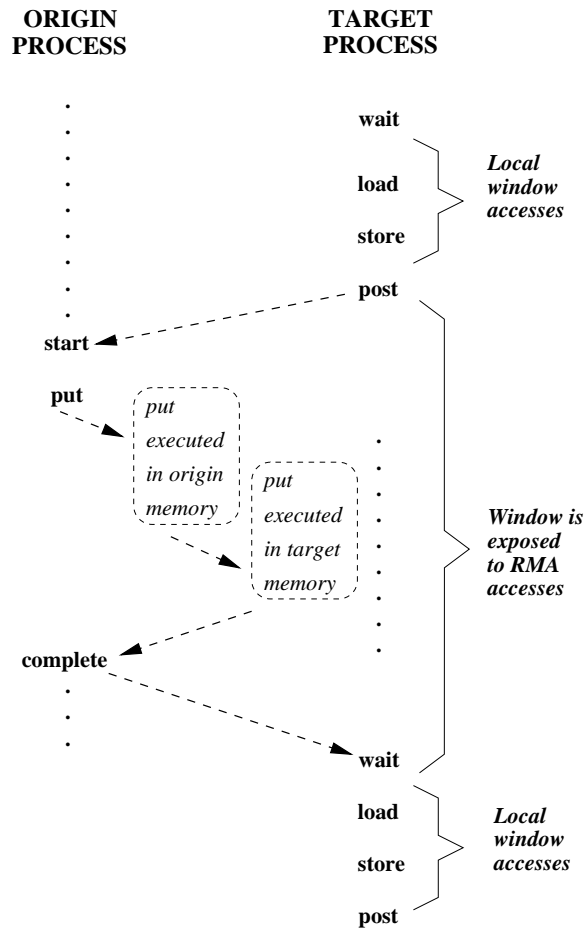 ORIGIN
PROCESS
TARGET
PROCESS
wait
load
store
Local
window
accesses
post
start
put
put
executed
in origin
memory
put
executed
in target
memory
Window is
exposed
to RMA
accesses
complete
wait
load
store
post
Local
window
accesses